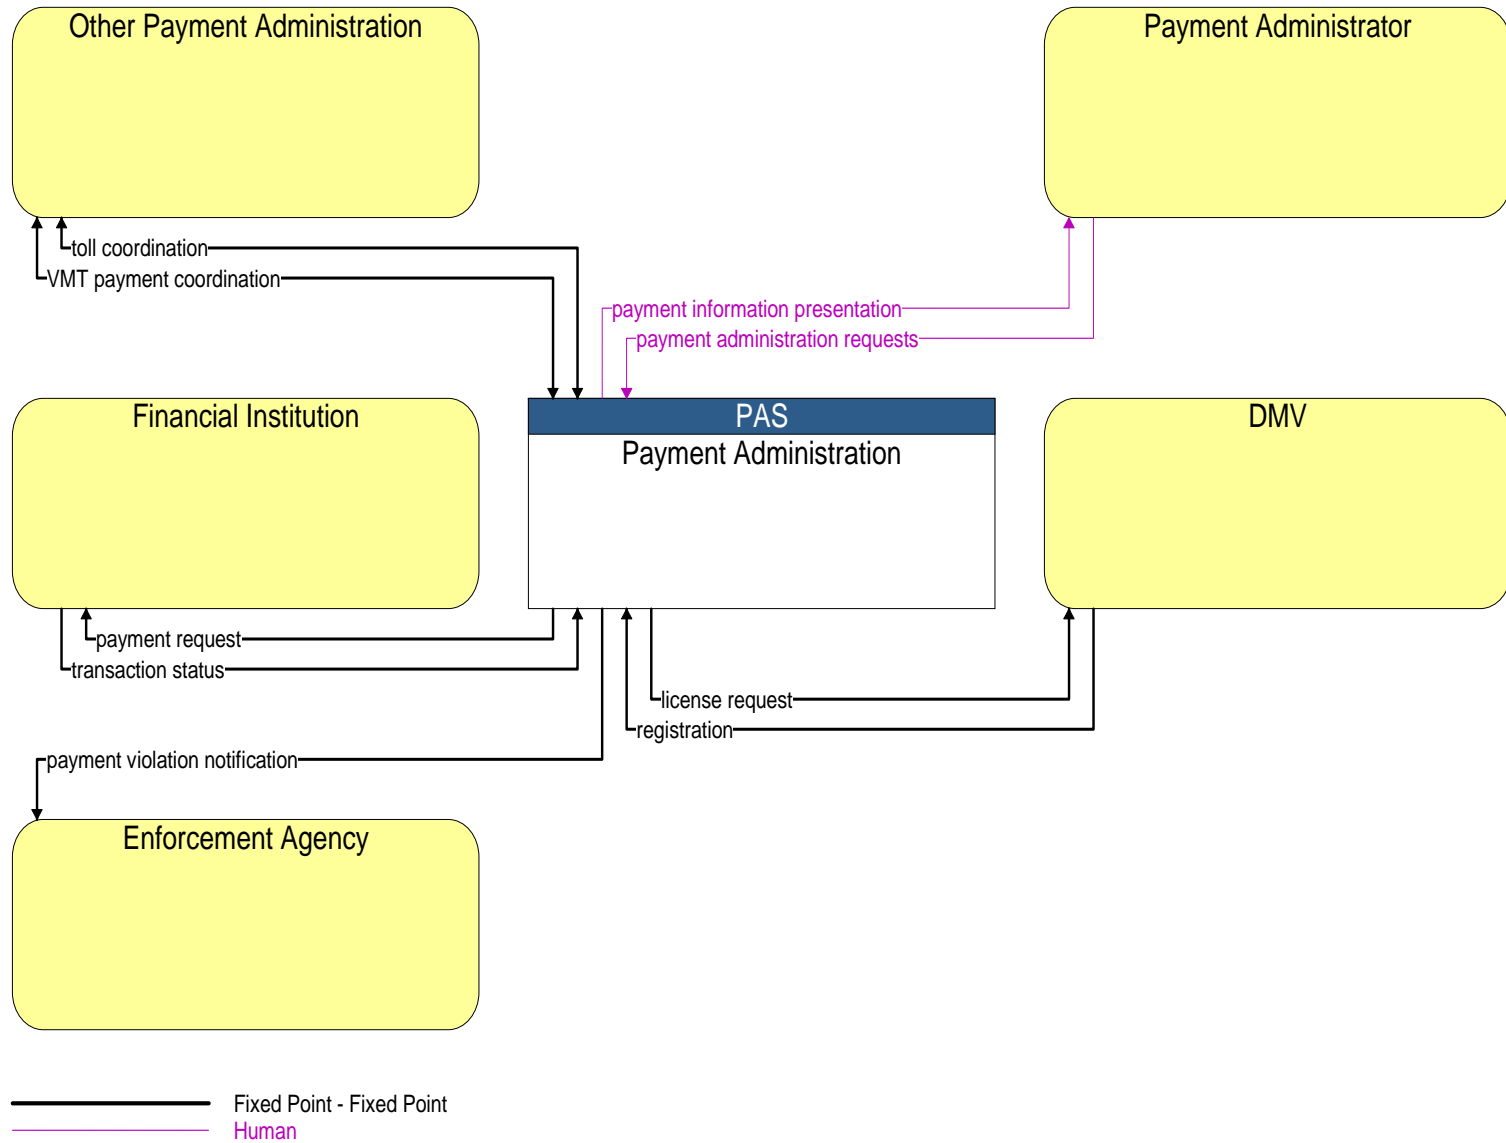 Other Payment Administration
Payment Administrator
toll coordination
VMT payment coordination
payment information presentation
payment administration requests
Financial Institution
PAS
Payment Administration
DMV
payment request
transaction status
license request
registration
payment violation notification
Enforcement Agency
Fixed Point - Fixed Point
Human